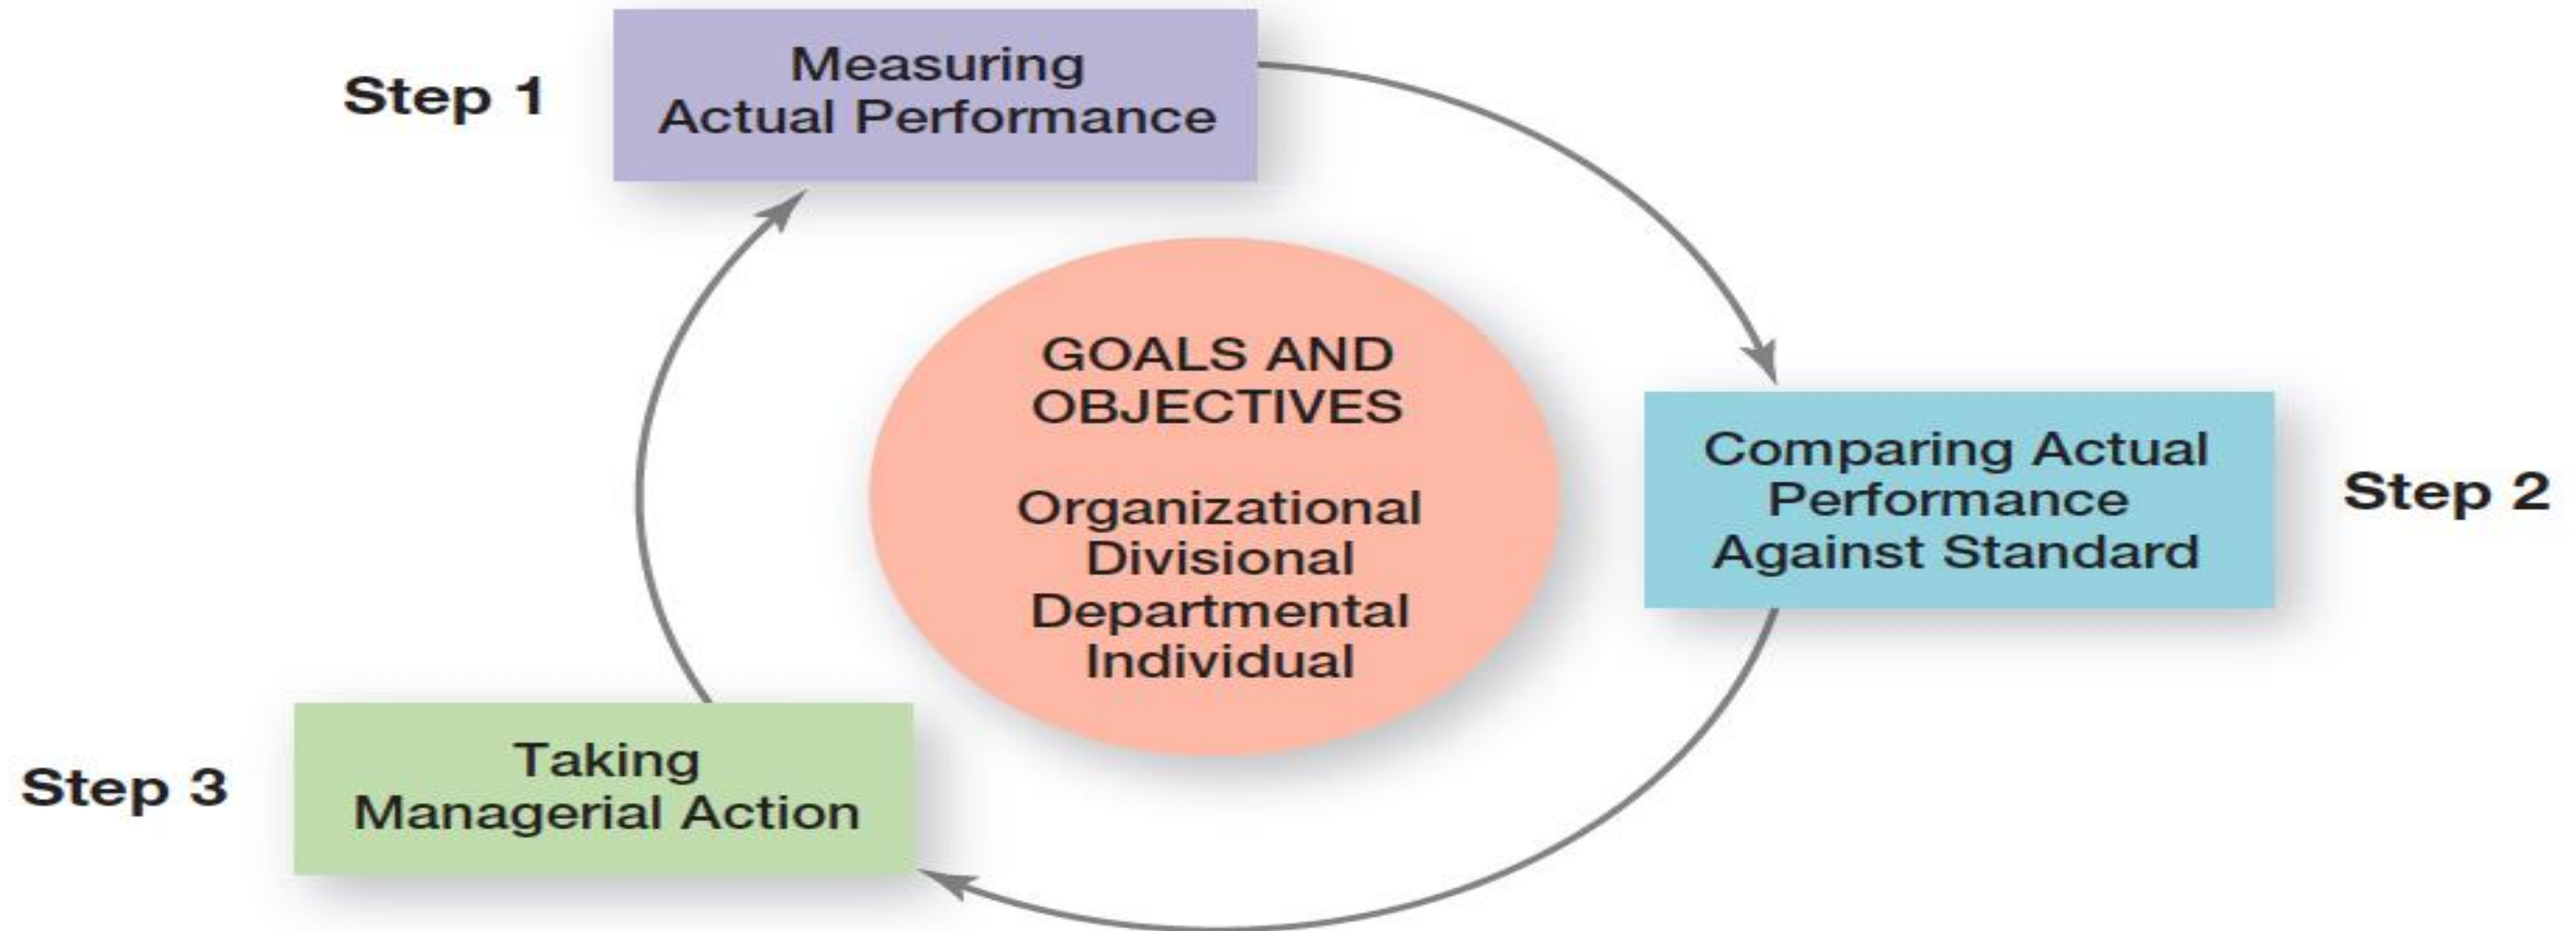 Step 1
Measuring
Actual Performance
GOALS AND
OBJECTIVES
Organizational
Divisional
Departmental
Individual
Comparing Actual
Performance
Against Standard
Step 2
Step 3
Taking
Managerial Action